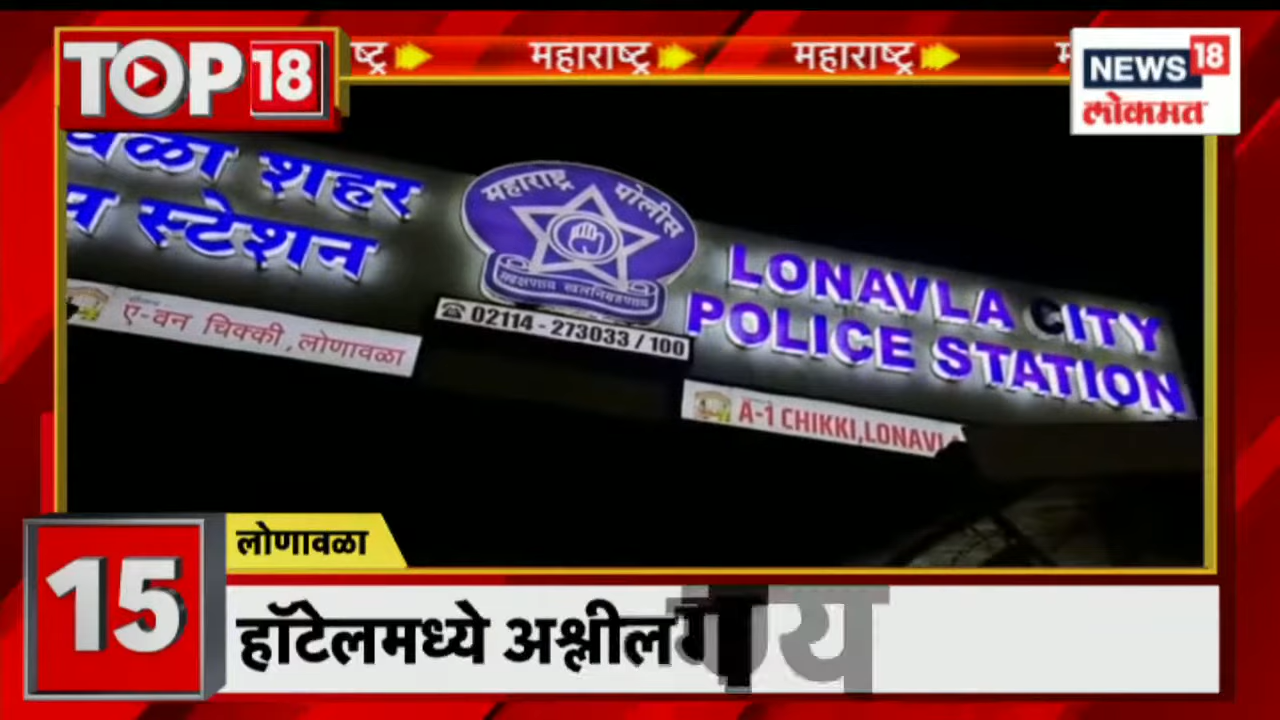 TOP 18
महाराष्ट्र महाराष्ट्र
NEWS 18
लोकमत
शहर
स्टेशन
महाराष्ट्र पोलीस
LONAVLA CITY
POLICE STATION
☎ 02114 - 273033 / 100
ए-वन चिक्की, लोणावळा
A-1 CHIKKI,LONAVLA
लोणावळा
15
हॉटेलमध्ये अश्लील